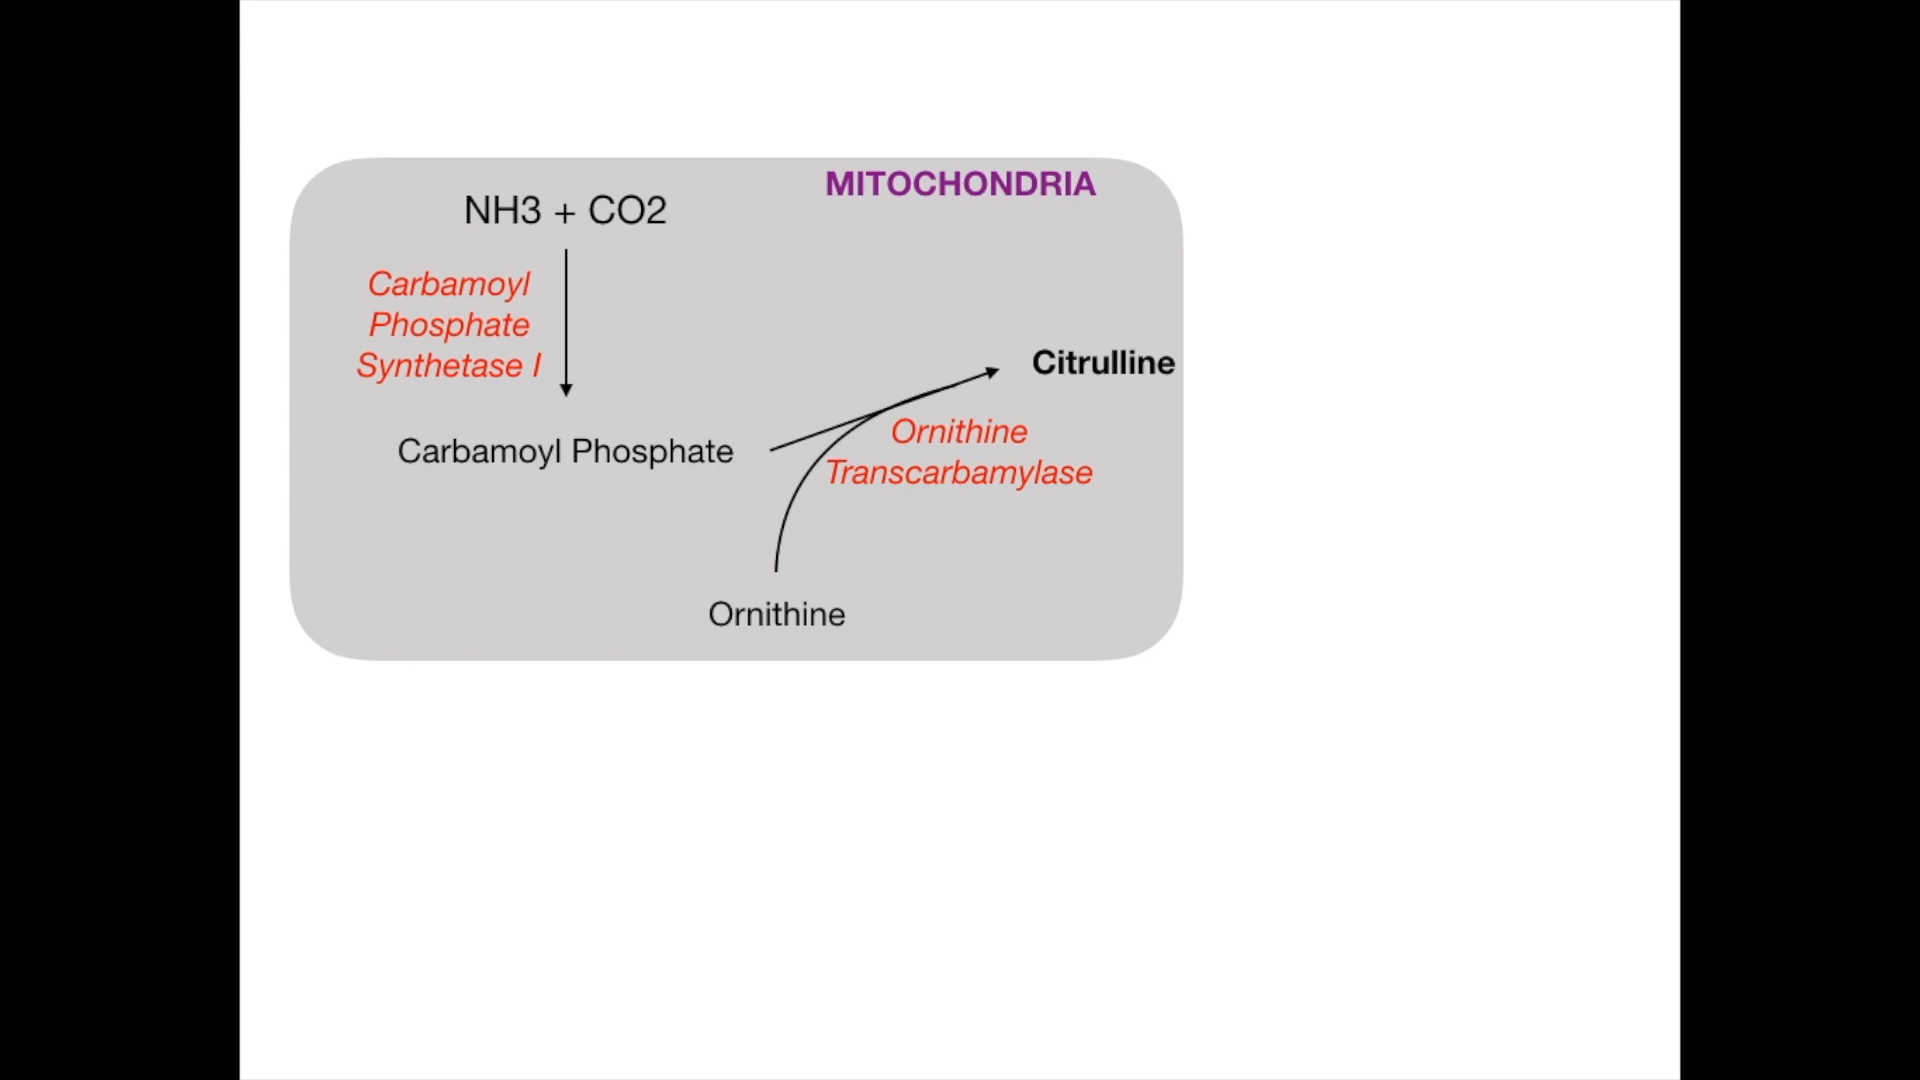 MITOCHONDRIA
NH3 + CO2
Carbamoyl
Phosphate
Synthetase I
Citrulline
Carbamoyl Phosphate
Ornithine
Transcarbamylase
Ornithine